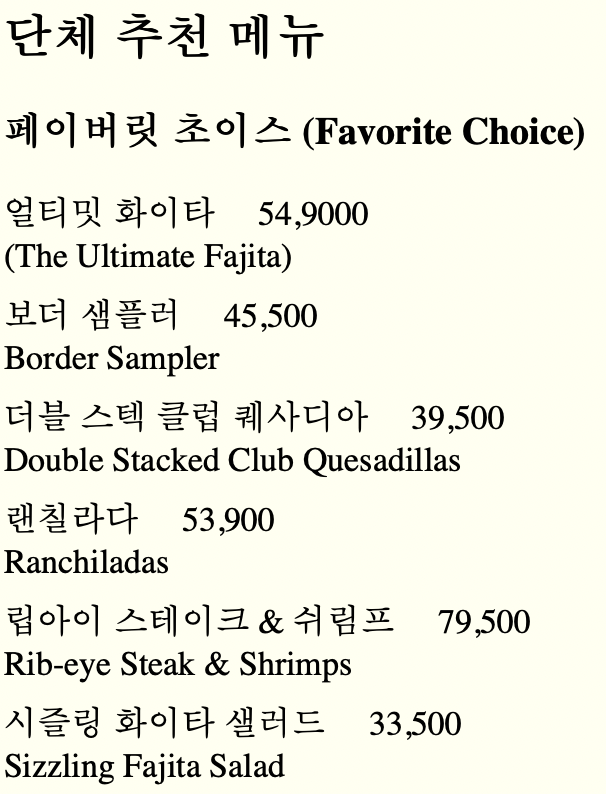 단체 추천 메뉴
페이버릿 초이스 (Favorite Choice)
얼티밋 화이타 54,9000
(The Ultimate Fajita)
보더 샘플러 45,500
Border Sampler
더블 스텍 클럽 퀘사디아 39,500
Double Stacked Club Quesadillas
랜칠라다 53,900
Ranchiladas
립아이 스테이크 & 쉬림프 79,500
Rib-eye Steak & Shrimps
시즐링 화이타 샐러드 33,500
Sizzling Fajita Salad